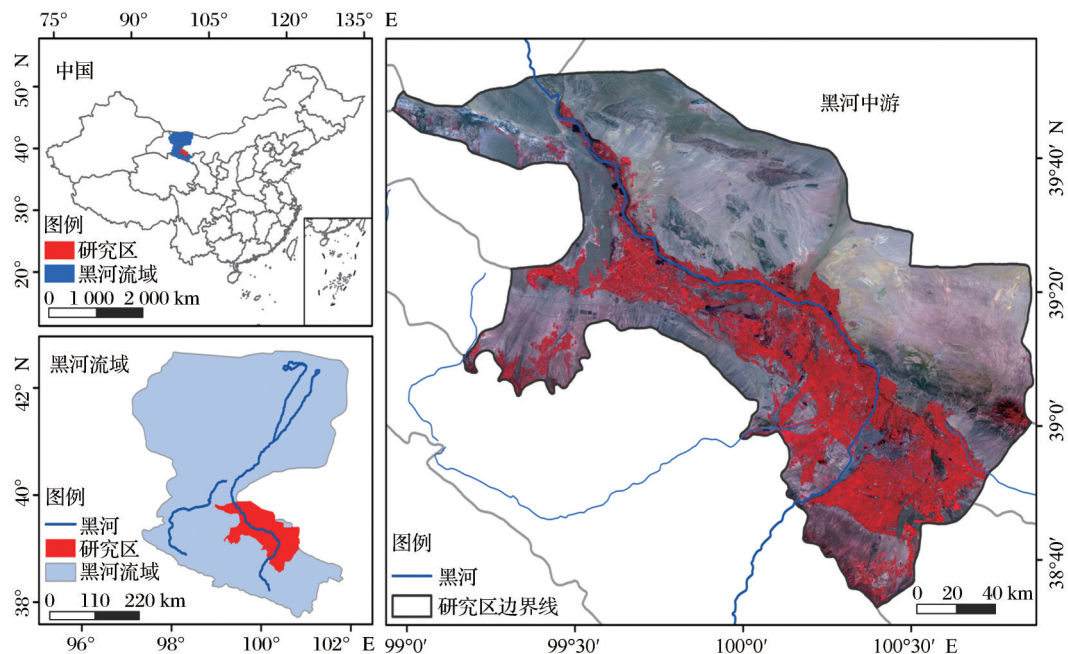 75° 90° 105° 120° 135° E
N
50°
40°
30°
20°
中国
图例
研究区
黑河流域
0 1 000 2 000 km
黑河流域
N
42°
40°
38°
图例
黑河
研究区
黑河流域
0 110 220 km
96° 98° 100° 102° E
黑河中游
N
39°40′
39°20′
39°0′
38°40′
图例
黑河
研究区边界线
0 20 40 km
99°0′ 99°30′ 100°0′ 100°30′ E